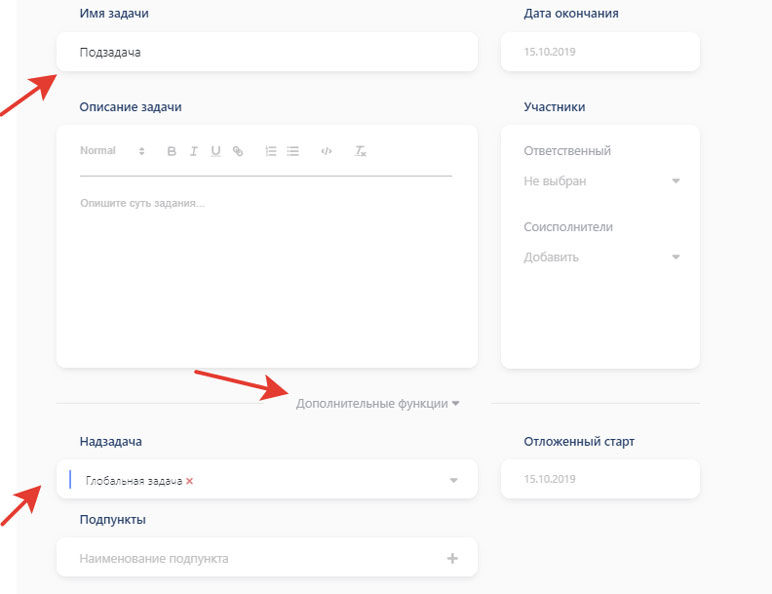 Имя задачи
Дата окончания
Подзадача
15.10.2019
Описание задачи
Участники
Normal B I U </> Tx
Ответственный
Опишите суть задания...
Не выбран
Соисполнители
Добавить
Дополнительные функции
Надзадача
Отложенный старт
Глобальная задача ×
15.10.2019
Подпункты
Наименование подпункта +